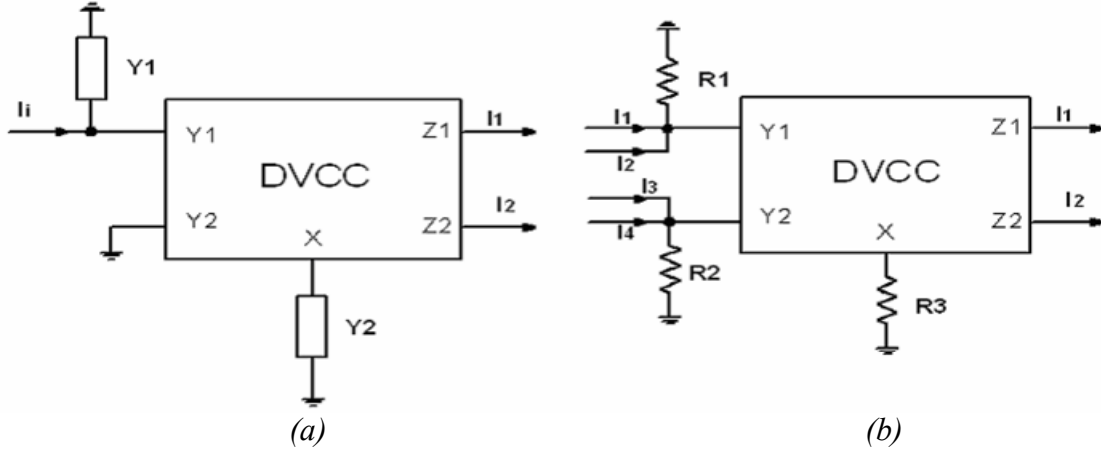 Y1
Ii
Y1
Z1
I1
DVCC
Y2
X
Z2
I2
Y2
(a)
R1
I1
I2
Y1
Z1
I1
DVCC
I3
I4
Y2
X
Z2
I2
R2
R3
(b)